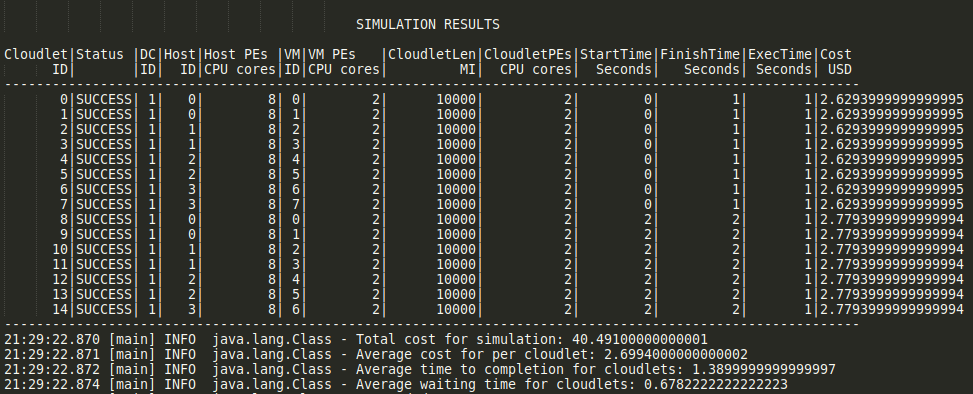 SIMULATION RESULTS
Cloudlet|Status |DC|Host|Host PEs |VM|VM PEs   |CloudletLen|CloudletPEs|StartTime|FinishTime|ExecTime|Cost
      ID|       |ID|  ID|CPU cores|ID|CPU cores|         MI|  CPU cores|  Seconds|   Seconds| Seconds| USD
-----------------------------------------------------------------------------------------------------------
       0|SUCCESS| 1|   0|        8| 0|        2|      10000|          2|        0|         1|       1|2.6293999999999995
       1|SUCCESS| 1|   0|        8| 1|        2|      10000|          2|        0|         1|       1|2.6293999999999995
       2|SUCCESS| 1|   1|        8| 2|        2|      10000|          2|        0|         1|       1|2.6293999999999995
       3|SUCCESS| 1|   1|        8| 3|        2|      10000|          2|        0|         1|       1|2.6293999999999995
       4|SUCCESS| 1|   2|        8| 4|        2|      10000|          2|        0|         1|       1|2.6293999999999995
       5|SUCCESS| 1|   2|        8| 5|        2|      10000|          2|        0|         1|       1|2.6293999999999995
       6|SUCCESS| 1|   3|        8| 6|        2|      10000|          2|        0|         1|       1|2.6293999999999995
       7|SUCCESS| 1|   3|        8| 7|        2|      10000|          2|        0|         1|       1|2.6293999999999995
       8|SUCCESS| 1|   0|        8| 0|        2|      10000|          2|        2|         2|       1|2.7793999999999994
       9|SUCCESS| 1|   0|        8| 1|        2|      10000|          2|        2|         2|       1|2.7793999999999994
      10|SUCCESS| 1|   1|        8| 2|        2|      10000|          2|        2|         2|       1|2.7793999999999994
      11|SUCCESS| 1|   1|        8| 3|        2|      10000|          2|        2|         2|       1|2.7793999999999994
      12|SUCCESS| 1|   2|        8| 4|        2|      10000|          2|        2|         2|       1|2.7793999999999994
      13|SUCCESS| 1|   2|        8| 5|        2|      10000|          2|        2|         2|       1|2.7793999999999994
      14|SUCCESS| 1|   3|        8| 6|        2|      10000|          2|        2|         2|       1|2.7793999999999994
-----------------------------------------------------------------------------------------------------------
21:29:22.870 [main] INFO  java.lang.Class - Total cost for simulation: 40.49100000000001
21:29:22.871 [main] INFO  java.lang.Class - Average cost for per cloudlet: 2.6994000000000002
21:29:22.872 [main] INFO  java.lang.Class - Average time to completion for cloudlets: 1.3899999999999997
21:29:22.874 [main] INFO  java.lang.Class - Average waiting time for cloudlets: 0.6782222222222223